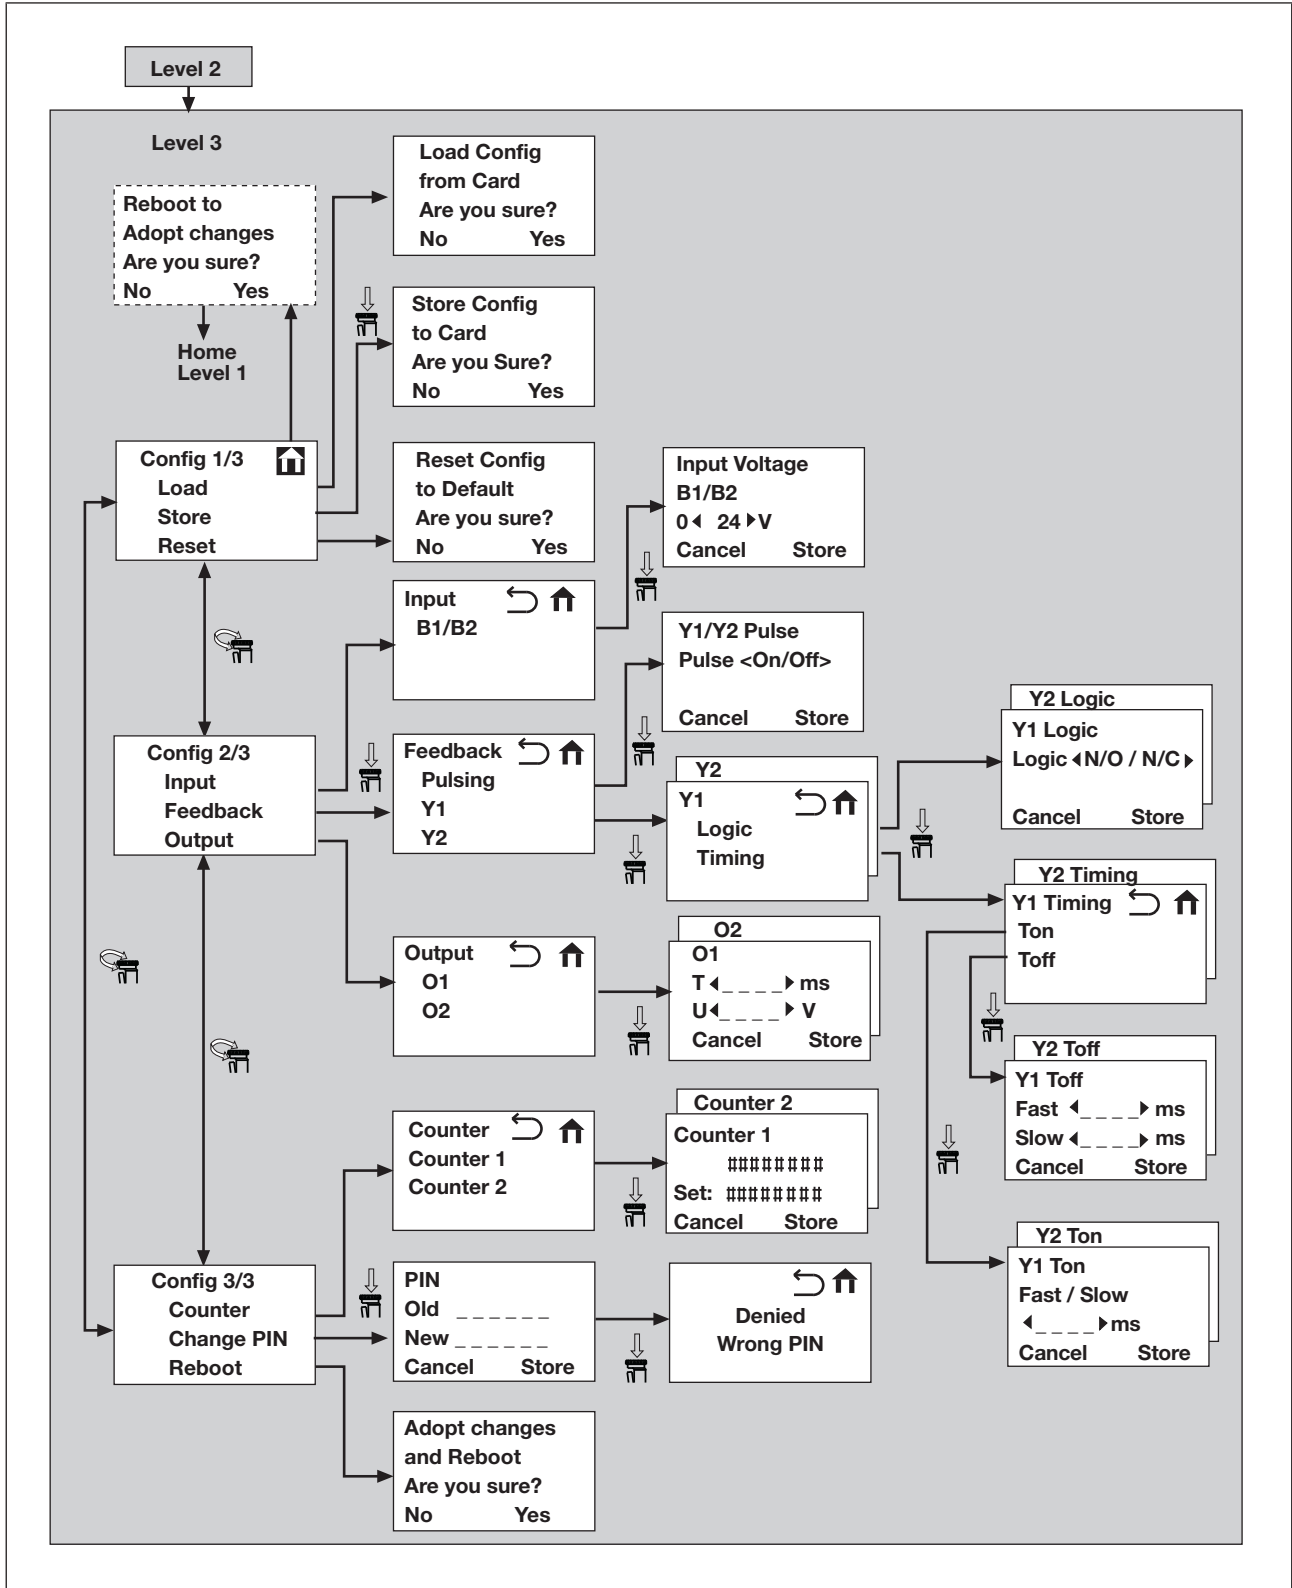 Level 2
Level 3
Reboot to
Adopt changes
Are you sure?
No Yes
Home
Level 1
Load Config
from Card
Are you sure?
No Yes
Store Config
to Card
Are you Sure?
No Yes
Config 1/3
Load
Store
Reset
Reset Config
to Default
Are you sure?
No Yes
Input Voltage
B1/B2
0 24 V
Cancel Store
Input
B1/B2
Y1/Y2 Pulse
Pulse <On/Off>
Cancel Store
Config 2/3
Input
Feedback
Output
Feedback
Pulsing
Y1
Y2
Y2
Y1
Logic
Timing
Y2 Logic
Y1 Logic
Logic N/O / N/C
Cancel Store
Y2 Timing
Y1 Timing
Ton
Toff
Output
O1
O2
O2
O1
T _ _ _ _ ms
U _ _ _ _ V
Cancel Store
Y2 Toff
Y1 Toff
Fast _ _ _ _ ms
Slow _ _ _ _ ms
Cancel Store
Counter
Counter 1
Counter 2
Counter 2
Counter 1
########
Set: ########
Cancel Store
Y2 Ton
Y1 Ton
Fast / Slow
_ _ _ _ ms
Cancel Store
Config 3/3
Counter
Change PIN
Reboot
PIN
Old _ _ _ _ _ _
New _ _ _ _ _ _
Cancel Store
Denied
Wrong PIN
Adopt changes
and Reboot
Are you sure?
No Yes